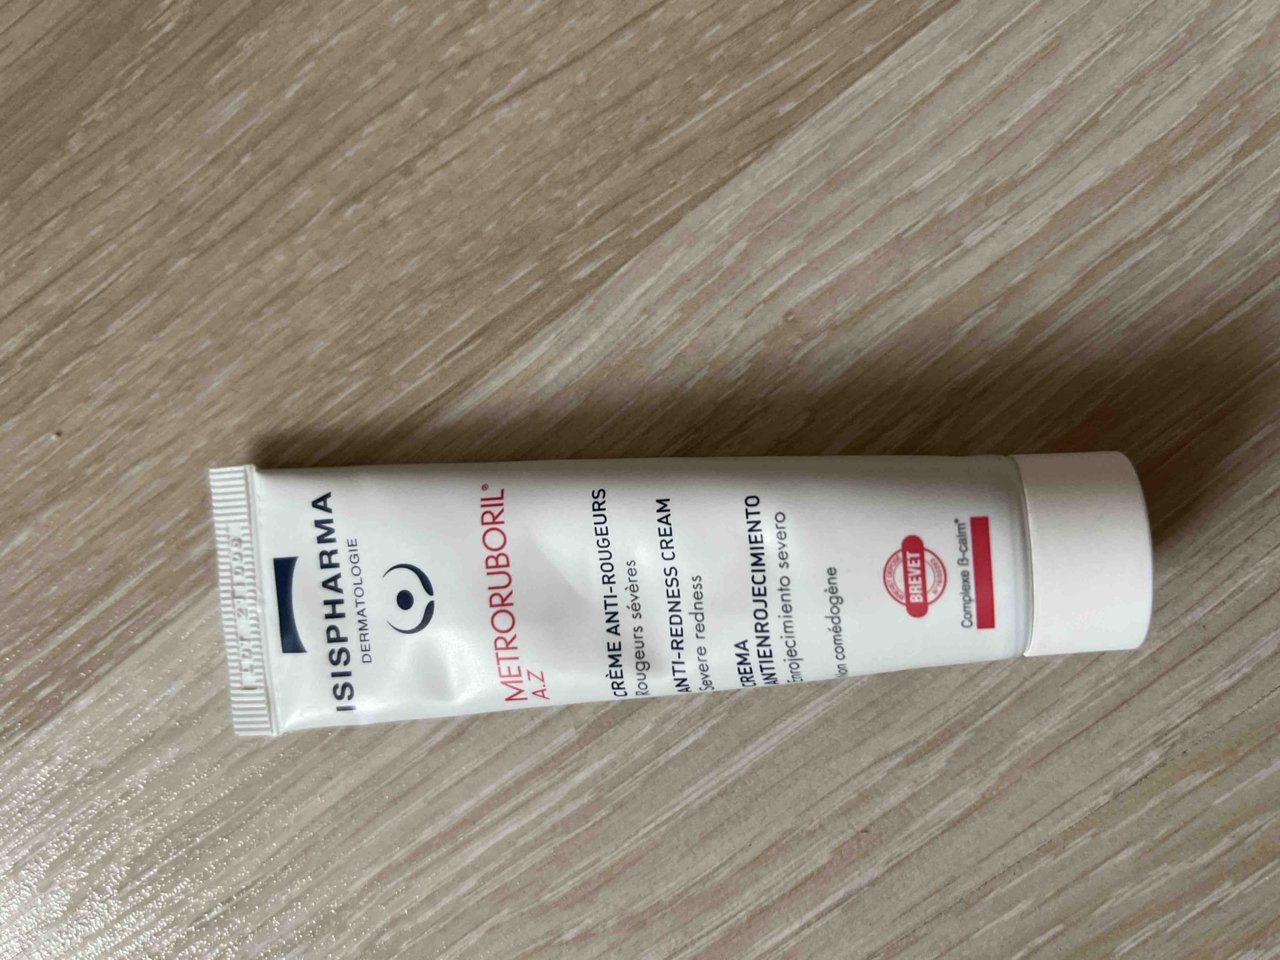 ISISPHARMA
DERMATOLOGIE
METRORUBORIL®
A.Z
CRÈME ANTI-ROUGEURS
Rougeurs sévères
ANTI-REDNESS CREAM
Severe redness
CREMA
ANTIENROJECIMIENTO
Enrojecimiento severo
Non comédogène
BREVET
Complexe B-calm*